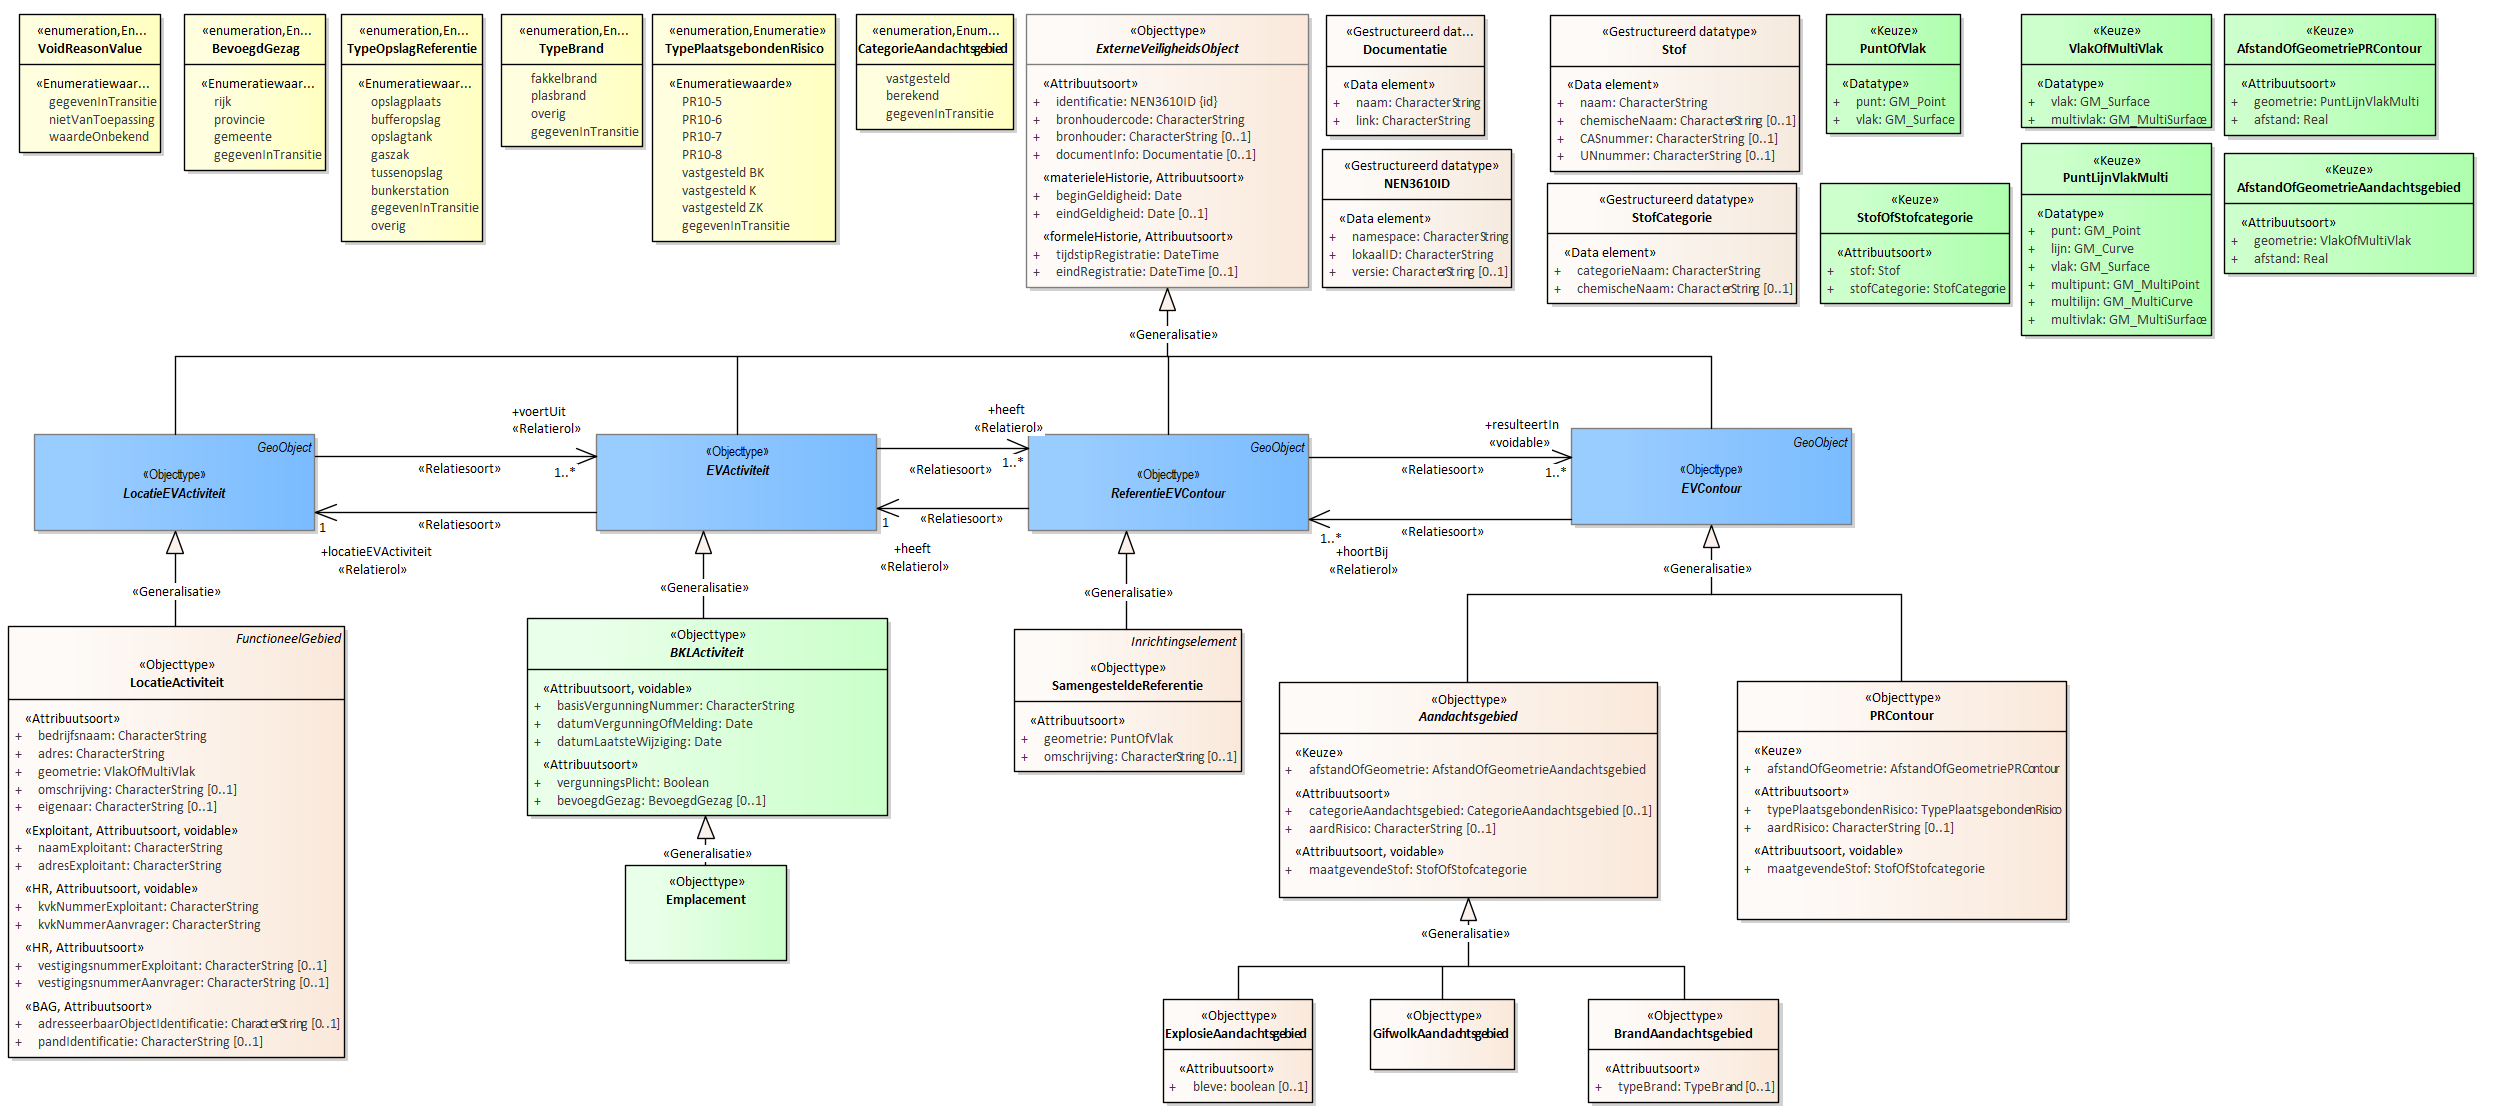 «enumeration,En...
VoidReasonValue
«Enumeratiewaar...
gegevenInTransitie
nietVanToepassing
waardeOnbekend
«enumeration,En...
BevoegdGezag
«Enumeratiewaar...
rijk
provincie
gemeente
gegevenInTransitie
«enumeration,En...
TypeOpslagReferentie
«Enumeratiewaar...
opslagplaats
bufferopslag
opslagtank
gaszak
tussenopslag
bunkerstation
gegevenInTransitie
overig
«enumeration,En...
TypeBrand
fakkelbrand
plasbrand
overig
gegevenInTransitie
«enumeration,Enumeratie»
TypePlaatsgebondenRisico
«Enumeratiewaarde»
PR10-5
PR10-6
PR10-7
PR10-8
vastgesteld BK
vastgesteld K
vastgesteld ZK
gegevenInTransitie
«enumeration,Enum...
CategorieAandachtsgebied
vastgesteld
berekend
gegevenInTransitie
«Objecttype»
ExterneVeiligheidsObject
«Attribuutsoort»
+ identificatie: NEN3610ID {id}
+ bronhoudercode: CharacterString
+ bronhouder: CharacterString [0..1]
+ documentInfo: Documentatie [0..1]
«materieleHistorie, Attribuutsoort»
+ beginGeldigheid: Date
+ eindGeldigheid: Date [0..1]
«formeleHistorie, Attribuutsoort»
+ tijdstipRegistratie: DateTime
+ eindRegistratie: DateTime [0..1]
«Gestructureerd dat...
Documentatie
«Data element»
+ naam: CharacterString
+ link: CharacterString
«Gestructureerd datatype»
NEN3610ID
«Data element»
+ namespace: CharacterString
+ lokaalID: CharacterString
+ versie: CharacterString [0..1]
«Gestructureerd datatype»
Stof
«Data element»
+ naam: CharacterString
+ chemischeNaam: CharacterString [0..1]
+ CASnummer: CharacterString [0..1]
+ UNnummer: CharacterString [0..1]
«Gestructureerd datatype»
StofCategorie
«Data element»
+ categorieNaam: CharacterString
+ chemischeNaam: CharacterString [0..1]
«Keuze»
PuntOfVlak
«Datatype»
+ punt: GM_Point
+ vlak: GM_Surface
«Keuze»
StofOfStofcategorie
«Attribuutsoort»
+ stof: Stof
+ stofCategorie: StofCategorie
«Keuze»
VlakOfMultiVlak
«Datatype»
+ vlak: GM_Surface
+ multivlak: GM_MultiSurface
«Keuze»
PuntLijnVlakMulti
«Datatype»
+ punt: GM_Point
+ lijn: GM_Curve
+ vlak: GM_Surface
+ multipunt: GM_MultiPoint
+ multilijn: GM_MultiCurve
+ multivlak: GM_MultiSurface
«Keuze»
AfstandOfGeometriePRContour
«Attribuutsoort»
+ geometrie: PuntLijnVlakMulti
+ afstand: Real
«Keuze»
AfstandOfGeometrieAandachtsgebied
«Attribuutsoort»
+ geometrie: VlakOfMultiVlak
+ afstand: Real
«Generalisatie»
GeoObject
«Objecttype»
LocatieEVActiviteit
+voertUit
«Relatierol»
«Relatiesoort»
1..*
«Relatiesoort»
1
+locatieEVActiviteit
«Relatierol»
«Objecttype»
EVActiviteit
+heeft
«Relatierol»
«Relatiesoort»
1..*
«Relatiesoort»
1
+heeft
«Relatierol»
GeoObject
«Objecttype»
ReferentieEVContour
+resulteertIn
«voidable»
«Relatiesoort»
1..*
«Relatiesoort»
1..*
+hoortBij
«Relatierol»
GeoObject
«Objecttype»
EVContour
«Generalisatie»
«Generalisatie»
«Generalisatie»
«Generalisatie»
FunctioneelGebied
«Objecttype»
LocatieActiviteit
«Attribuutsoort»
+ bedrijfsnaam: CharacterString
+ adres: CharacterString
+ geometrie: VlakOfMultiVlak
+ omschrijving: CharacterString [0..1]
+ eigenaar: CharacterString [0..1]
«Exploitant, Attribuutsoort, voidable»
+ naamExploitant: CharacterString
+ adresExploitant: CharacterString
«HR, Attribuutsoort, voidable»
+ kvkNummerExploitant: CharacterString
+ kvkNummerAanvrager: CharacterString
«HR, Attribuutsoort»
+ vestigingsnummerExploitant: CharacterString [0..1]
+ vestigingsnummerAanvrager: CharacterString [0..1]
«BAG, Attribuutsoort»
+ adresseerbaarObjectIdentificatie: CharacterString [0..1]
+ pandIdentificatie: CharacterString [0..1]
«Objecttype»
BKLActiviteit
«Attribuutsoort, voidable»
+ basisVergunningNummer: CharacterString
+ datumVergunningOfMelding: Date
+ datumLaatsteWijziging: Date
«Attribuutsoort»
+ vergunningsPlicht: Boolean
+ bevoegdGezag: BevoegdGezag [0..1]
«Generalisatie»
«Objecttype»
Emplacement
Inrichtingselement
«Objecttype»
SamengesteldeReferentie
«Attribuutsoort»
+ geometrie: PuntOfVlak
+ omschrijving: CharacterString [0..1]
«Objecttype»
Aandachtsgebied
«Keuze»
+ afstandOfGeometrie: AfstandOfGeometrieAandachtsgebied
«Attribuutsoort»
+ categorieAandachtsgebied: CategorieAandachtsgebied [0..1]
+ aardRisico: CharacterString [0..1]
«Attribuutsoort, voidable»
+ maatgevendeStof: StofOfStofcategorie
«Objecttype»
PRContour
«Keuze»
+ afstandOfGeometrie: AfstandOfGeometriePRContour
«Attribuutsoort»
+ typePlaatsgebondenRisico: TypePlaatsgebondenRisico
+ aardRisico: CharacterString [0..1]
«Attribuutsoort, voidable»
+ maatgevendeStof: StofOfStofcategorie
«Generalisatie»
«Objecttype»
ExplosieAandachtsgebied
«Attribuutsoort»
+ bleve: boolean [0..1]
«Objecttype»
GifwolkAandachtsgebied
«Objecttype»
BrandAandachtsgebied
«Attribuutsoort»
+ typeBrand: TypeBrand [0..1]